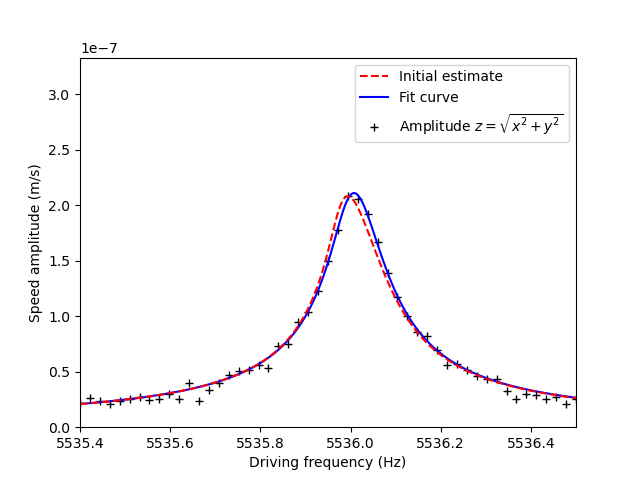 1e−7
3.0
2.5
2.0
1.5
1.0
0.5
0.0
Speed amplitude (m/s)
Initial estimate
Fit curve
Amplitude z = √x² + y²
5535.4 5535.6 5535.8 5536.0 5536.2 5536.4
Driving frequency (Hz)